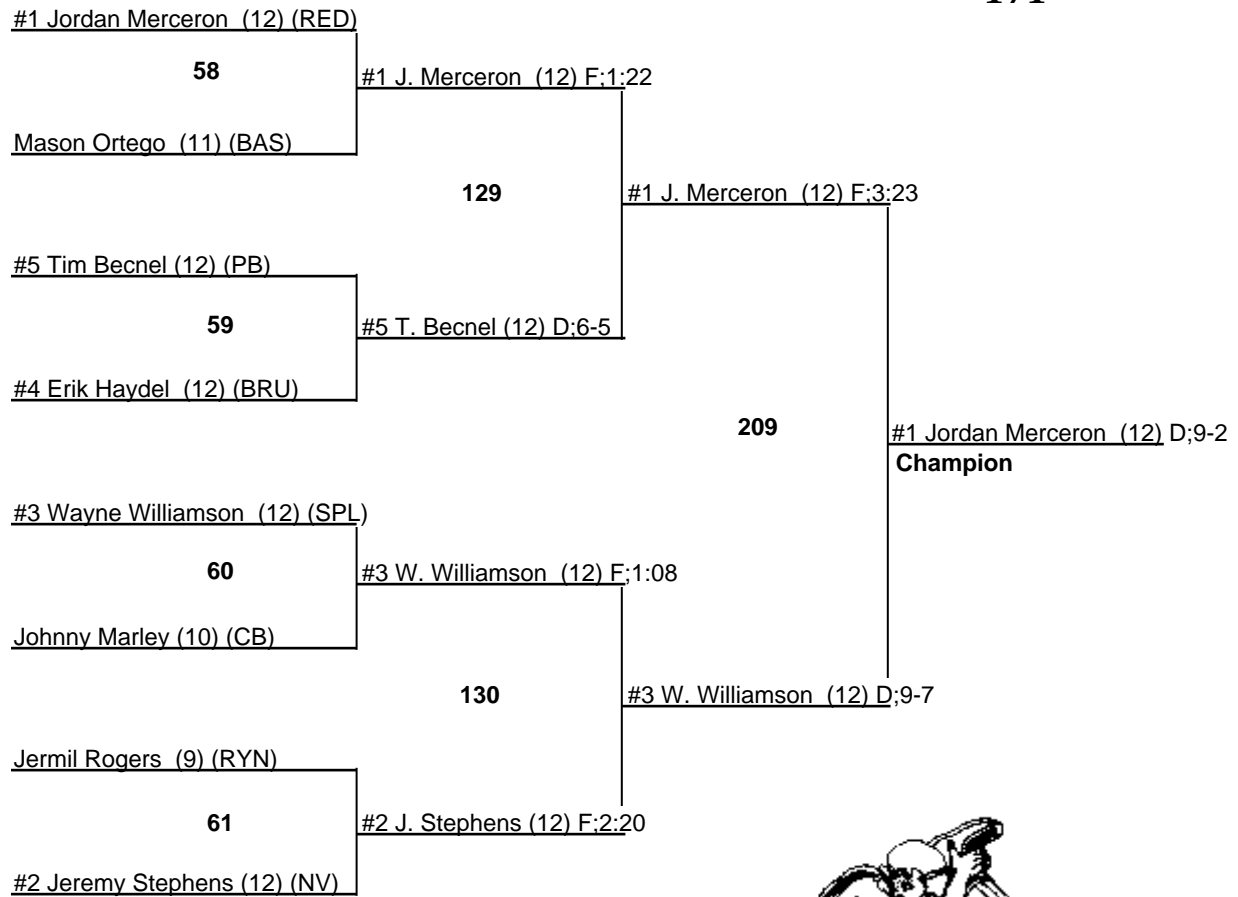 171
#1 Jordan Merceron (12) (RED)
58
#1 J. Merceron (12) F;1:22
Mason Ortego (11) (BAS)
129
#1 J. Merceron (12) F;3:23
#5 Tim Becnel (12) (PB)
59
#5 T. Becnel (12) D;6-5
#4 Erik Haydel (12) (BRU)
209
#1 Jordan Merceron (12) D;9-2
Champion
#3 Wayne Williamson (12) (SPL)
60
#3 W. Williamson (12) F;1:08
Johnny Marley (10) (CB)
130
#3 W. Williamson (12) D;9-7
Jermil Rogers (9) (RYN)
61
#2 J. Stephens (12) F;2:20
#2 Jeremy Stephens (12) (NV)